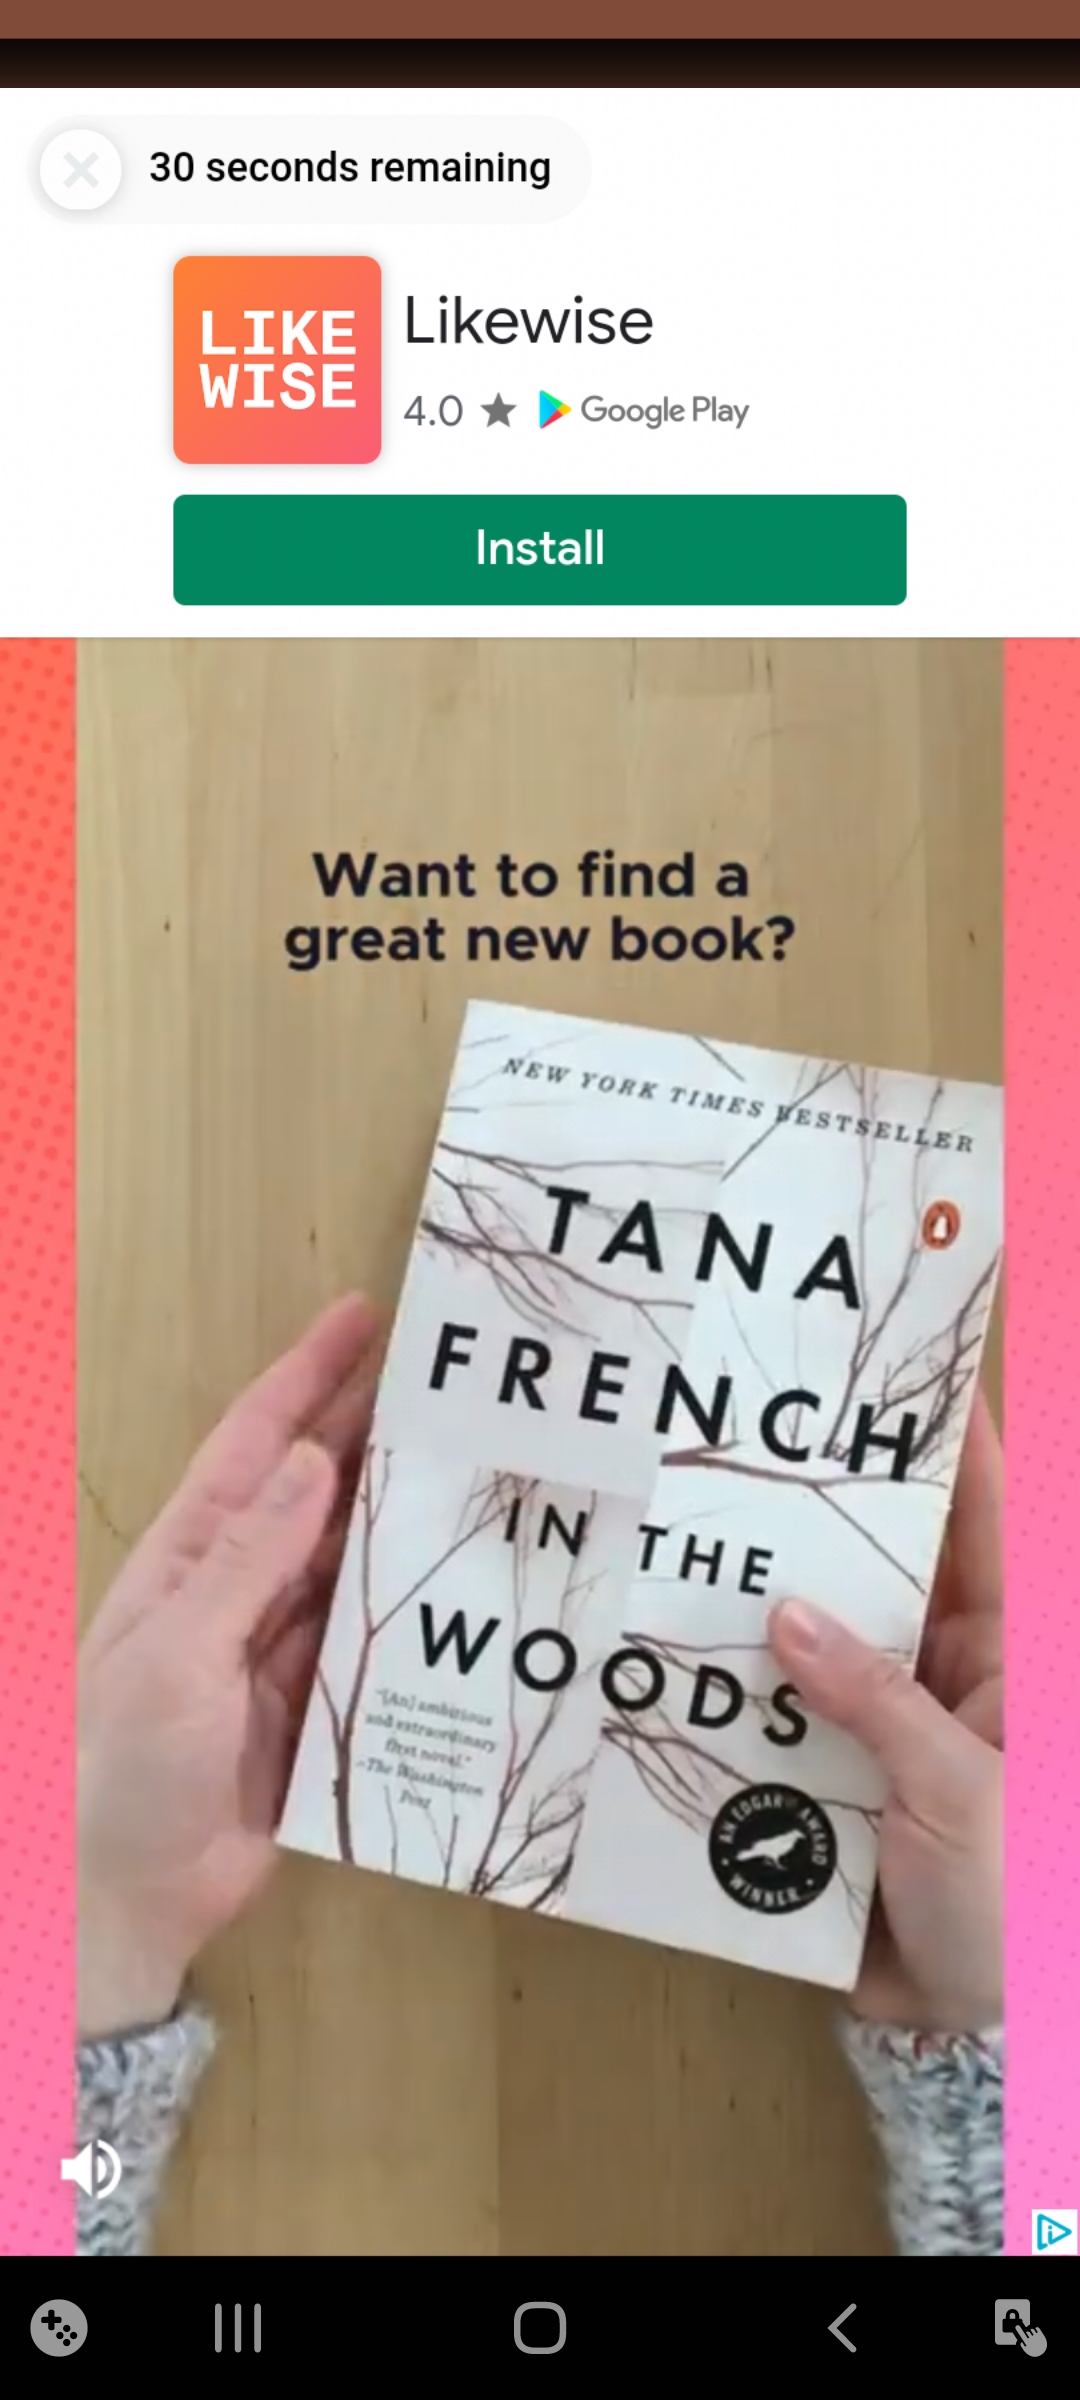 30 seconds remaining
LIKE
WISE
Likewise
4.0 ★ Google Play
Install
Want to find a
great new book?
NEW YORK TIMES BESTSELLER
TANA
FRENCH
IN THE
WOODS
"[An] ambitious
and extraordinary
first novel."
—The Washington
Post
AN EDGAR® AWARD
WINNER